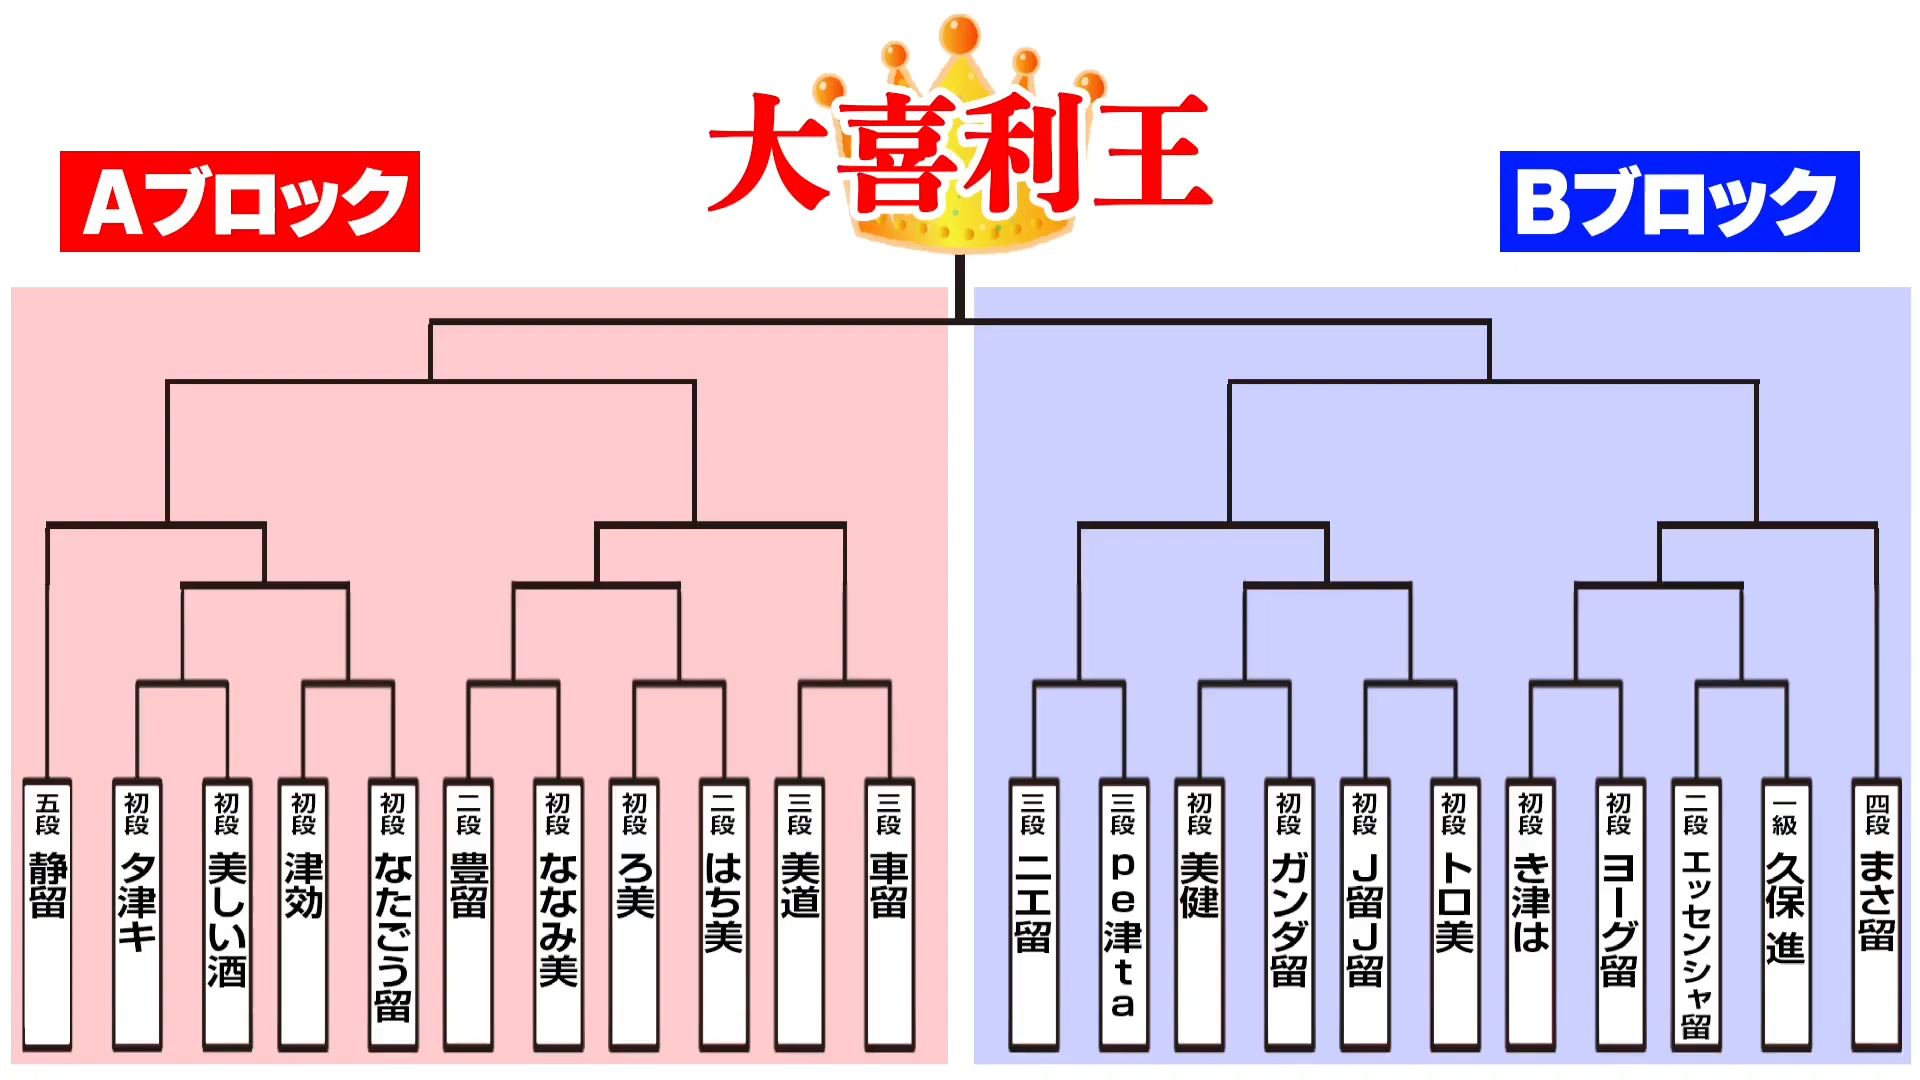 大喜利王
Aブロック
Bブロック
五段 静留
初段 夕津キ
初段 美しい酒
初段 津効
初段 なたごう留
二段 豊留
初段 ななみ美
初段 ろ美
二段 はち美
三段 美道
三段 車留
三段 ニエ留
三段 pe津ta
初段 美健
初段 ガンダ留
初段 J留J留
初段 トロ美
初段 き津は
初段 ヨーグ留
二段 エッセンシャ留
一級 久保 進
四段 まさ留